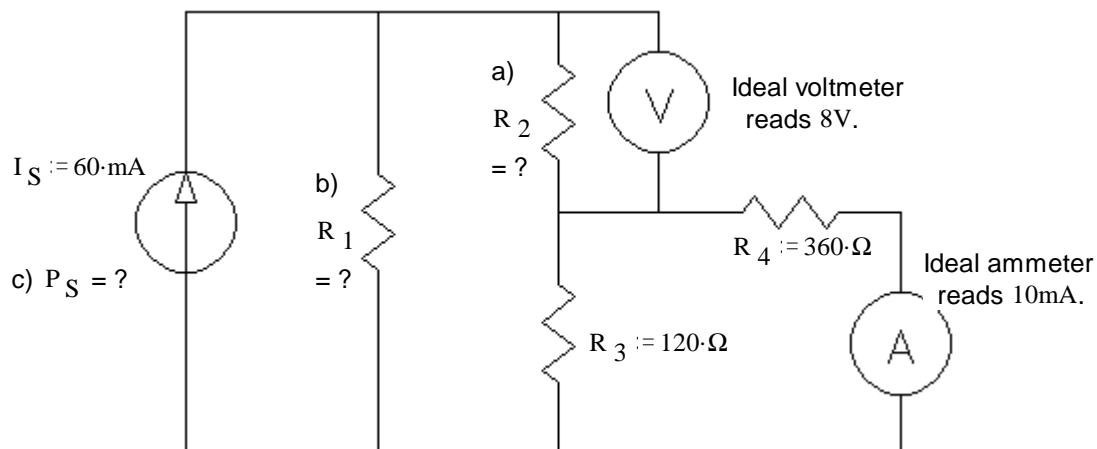 a)
R 2
= ?
V
Ideal voltmeter
reads 8V.
I S := 60·mA
b)
R 1
= ?
c) P S = ?
R 4 := 360·Ω
Ideal ammeter
reads 10mA.
R 3 := 120·Ω
A